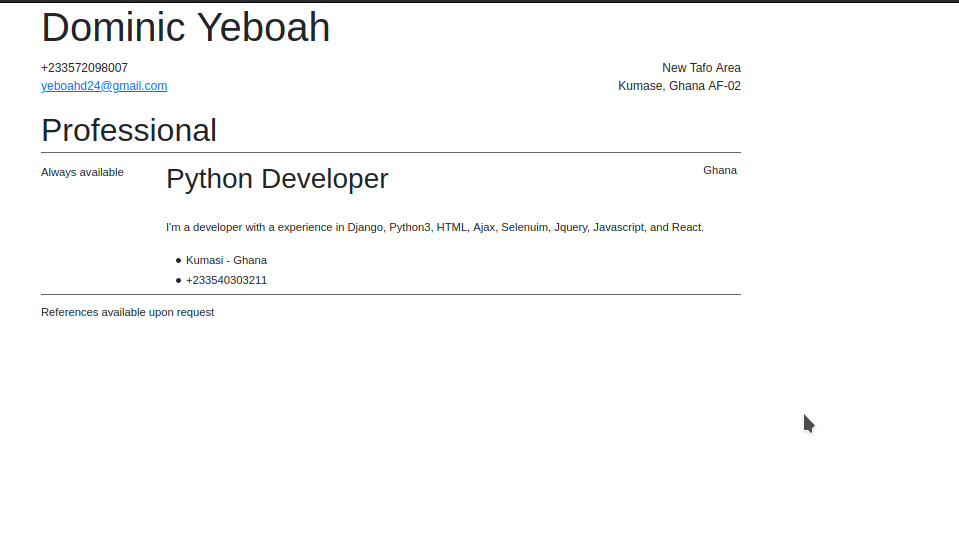 Dominic Yeboah
+233572098007
New Tafo Area
yeboahd24@gmail.com
Kumase, Ghana AF-02
Professional
Always available
Python Developer
Ghana
I'm a developer with a experience in Django, Python3, HTML, Ajax, Selenuim, Jquery, Javascript, and React.
Kumasi - Ghana
+233540303211
References available upon request